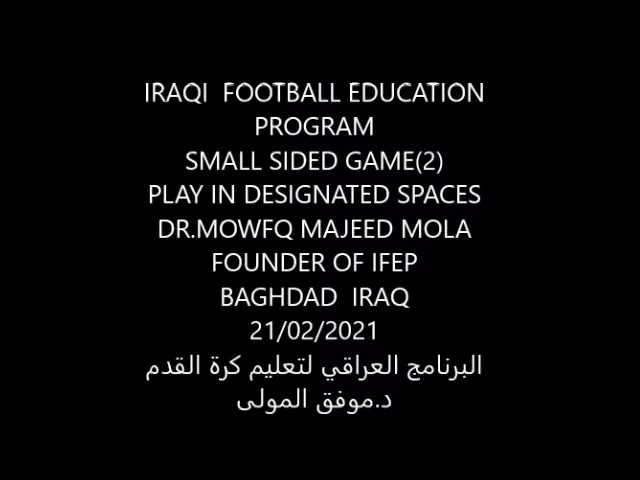 IRAQI  FOOTBALL EDUCATION
PROGRAM
SMALL SIDED GAME(2)
PLAY IN DESIGNATED SPACES
DR.MOWFQ MAJEED MOLA
FOUNDER OF IFEP
BAGHDAD  IRAQ
21/02/2021
البرنامج العراقي لتعليم كرة القدم
د.موفق المولى